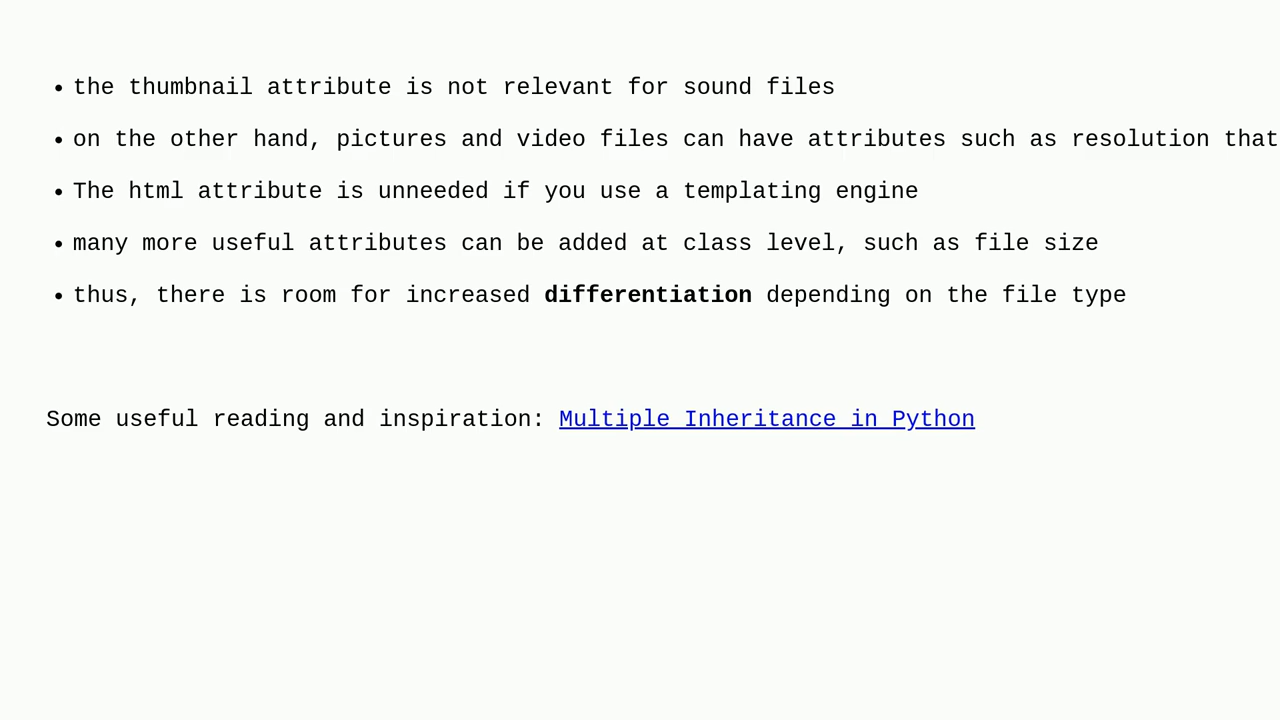 • the thumbnail attribute is not relevant for sound files
• on the other hand, pictures and video files can have attributes such as resolution that
• The html attribute is unneeded if you use a templating engine
• many more useful attributes can be added at class level, such as file size
• thus, there is room for increased differentiation depending on the file type
Some useful reading and inspiration: Multiple Inheritance in Python